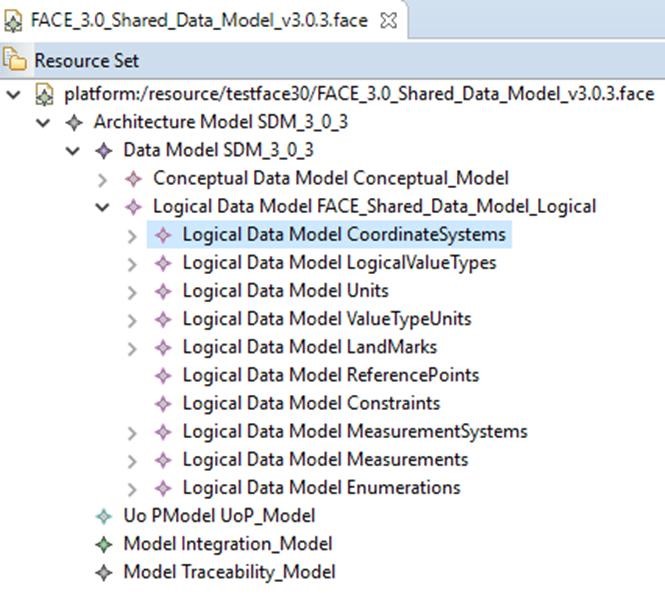 FACE_3.0_Shared_Data_Model_v3.0.3.face
Resource Set
platform:/resource/testface30/FACE_3.0_Shared_Data_Model_v3.0.3.face
Architecture Model SDM_3_0_3
Data Model SDM_3_0_3
Conceptual Data Model Conceptual_Model
Logical Data Model FACE_Shared_Data_Model_Logical
Logical Data Model CoordinateSystems
Logical Data Model LogicalValueTypes
Logical Data Model Units
Logical Data Model ValueTypeUnits
Logical Data Model LandMarks
Logical Data Model ReferencePoints
Logical Data Model Constraints
Logical Data Model MeasurementSystems
Logical Data Model Measurements
Logical Data Model Enumerations
Uo PModel UoP_Model
Model Integration_Model
Model Traceability_Model